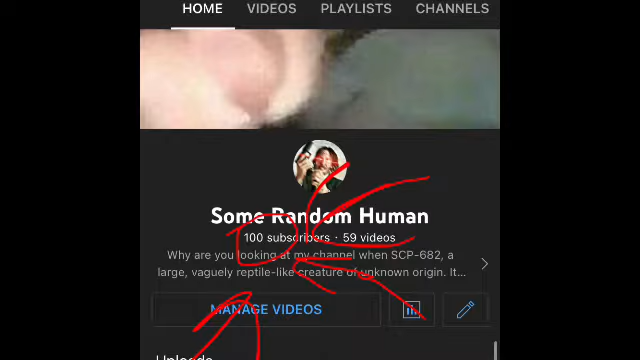 HOME VIDEOS PLAYLISTS CHANNELS
Some Random Human
100 subscribers · 59 videos
Why are you looking at my channel when SCP-682, a
large, vaguely reptile-like creature of unknown origin. It...
MANAGE VIDEOS
Uploads